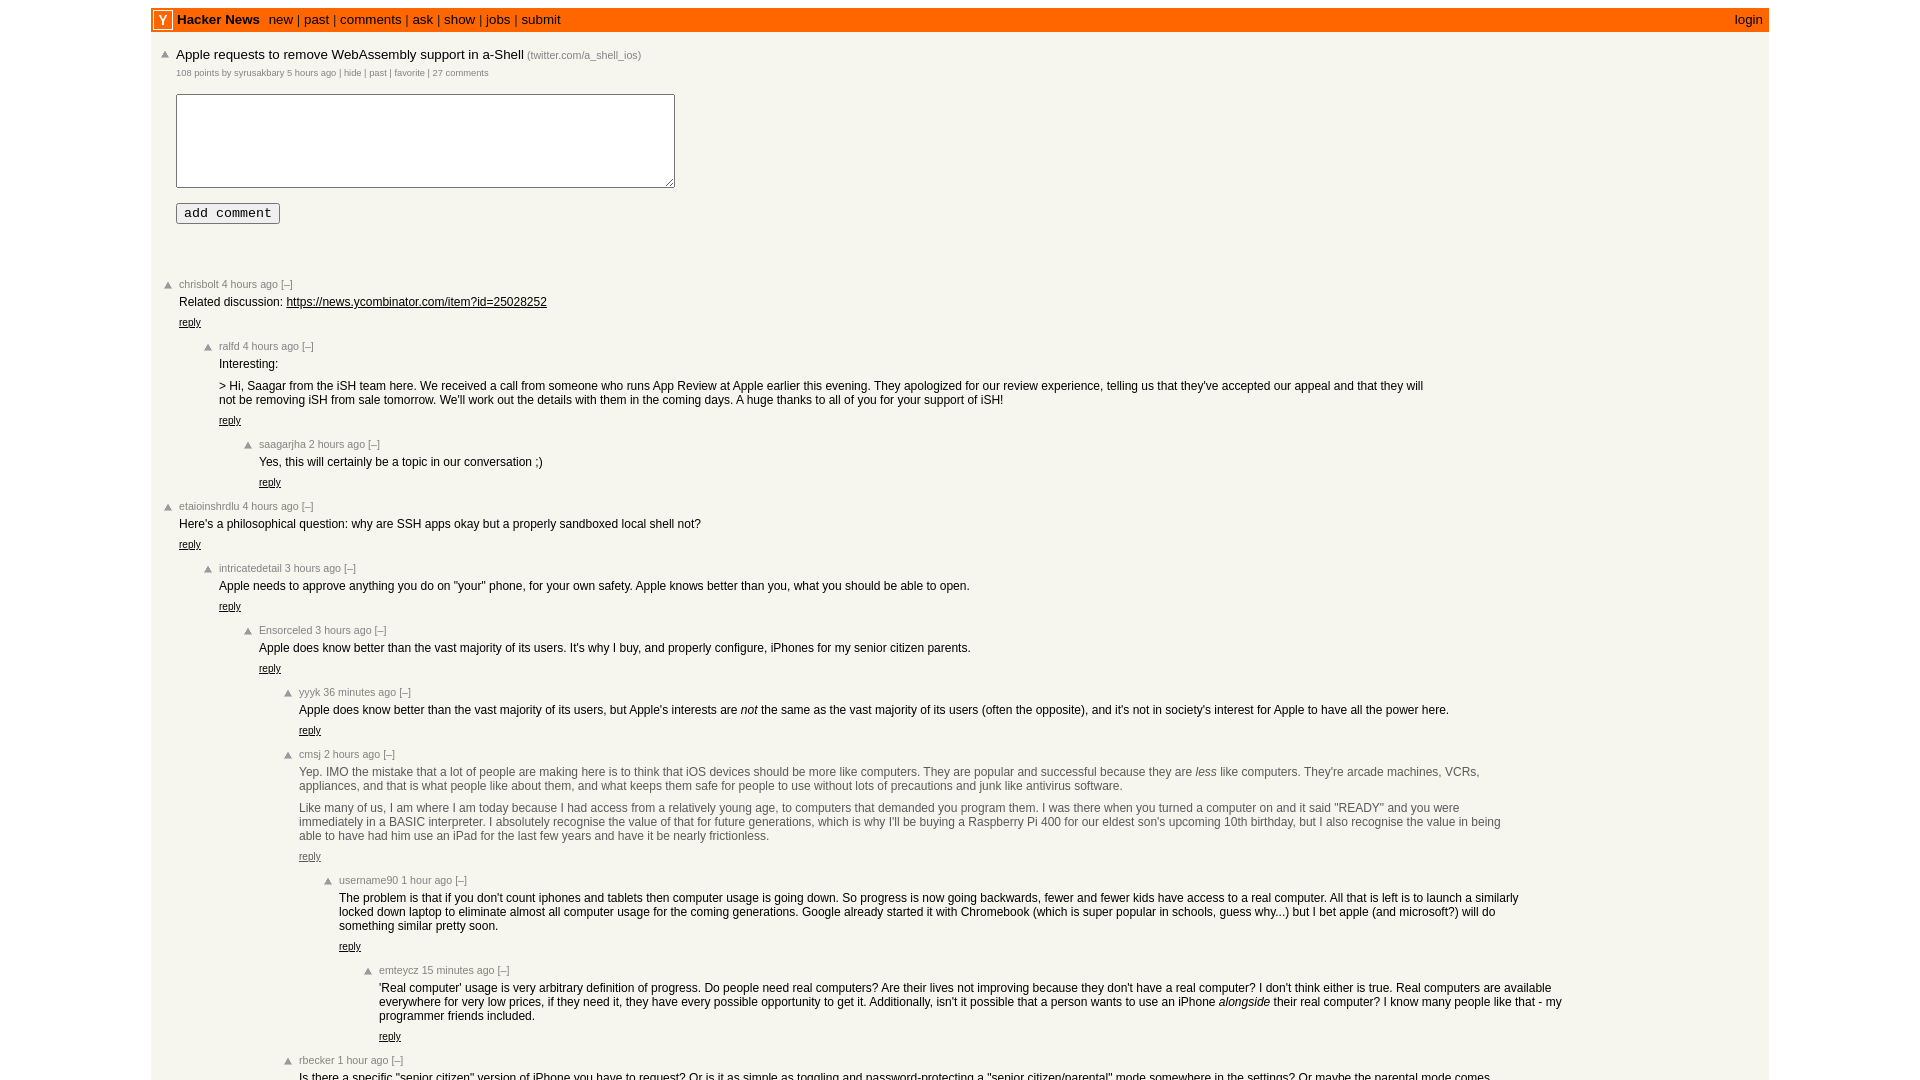 Y Hacker News new | past | comments | ask | show | jobs | submit login
Apple requests to remove WebAssembly support in a-Shell (twitter.com/a_shell_ios)
108 points by syrusakbary 5 hours ago | hide | past | favorite | 27 comments
add comment
chrisbolt 4 hours ago [–]
Related discussion: https://news.ycombinator.com/item?id=25028252
reply
ralfd 4 hours ago [–]
Interesting:
> Hi, Saagar from the iSH team here. We received a call from someone who runs App Review at Apple earlier this evening. They apologized for our review experience, telling us that they've accepted our appeal and that they will
not be removing iSH from sale tomorrow. We'll work out the details with them in the coming days. A huge thanks to all of you for your support of iSH!
reply
saagarjha 2 hours ago [–]
Yes, this will certainly be a topic in our conversation ;)
reply
etaioinshrdlu 4 hours ago [–]
Here's a philosophical question: why are SSH apps okay but a properly sandboxed local shell not?
reply
intricatedetail 3 hours ago [–]
Apple needs to approve anything you do on "your" phone, for your own safety. Apple knows better than you, what you should be able to open.
reply
Ensorceled 3 hours ago [–]
Apple does know better than the vast majority of its users. It's why I buy, and properly configure, iPhones for my senior citizen parents.
reply
yyyk 36 minutes ago [–]
Apple does know better than the vast majority of its users, but Apple's interests are not the same as the vast majority of its users (often the opposite), and it's not in society's interest for Apple to have all the power here.
reply
cmsj 2 hours ago [–]
Yep. IMO the mistake that a lot of people are making here is to think that iOS devices should be more like computers. They are popular and successful because they are less like computers. They're arcade machines, VCRs,
appliances, and that is what people like about them, and what keeps them safe for people to use without lots of precautions and junk like antivirus software.
Like many of us, I am where I am today because I had access from a relatively young age, to computers that demanded you program them. I was there when you turned a computer on and it said "READY" and you were
immediately in a BASIC interpreter. I absolutely recognise the value of that for future generations, which is why I'll be buying a Raspberry Pi 400 for our eldest son's upcoming 10th birthday, but I also recognise the value in being
able to have had him use an iPad for the last few years and have it be nearly frictionless.
reply
username90 1 hour ago [–]
The problem is that if you don't count iphones and tablets then computer usage is going down. So progress is now going backwards, fewer and fewer kids have access to a real computer. All that is left is to launch a similarly
locked down laptop to eliminate almost all computer usage for the coming generations. Google already started it with Chromebook (which is super popular in schools, guess why...) but I bet apple (and microsoft?) will do
something similar pretty soon.
reply
emteycz 15 minutes ago [–]
'Real computer' usage is very arbitrary definition of progress. Do people need real computers? Are their lives not improving because they don't have a real computer? I don't think either is true. Real computers are available
everywhere for very low prices, if they need it, they have every possible opportunity to get it. Additionally, isn't it possible that a person wants to use an iPhone alongside their real computer? I know many people like that - my
programmer friends included.
reply
rbecker 1 hour ago [–]
Is there a specific "senior citizen" version of iPhone you have to request? Or is it as simple as toggling and password-protecting a "senior citizen/parental" mode somewhere in the settings? Or maybe the parental mode comes